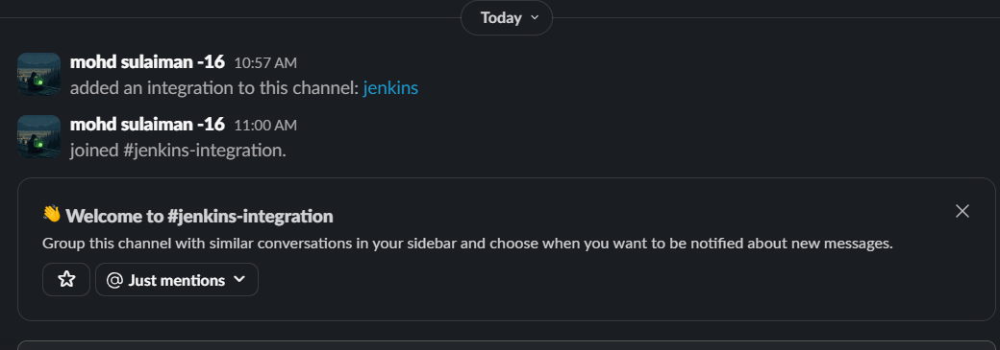 Today
mohd sulaiman -16 10:57 AM
added an integration to this channel: jenkins
mohd sulaiman -16 11:00 AM
joined #jenkins-integration.
👋 Welcome to #jenkins-integration
Group this channel with similar conversations in your sidebar and choose when you want to be notified about new messages.
@ Just mentions